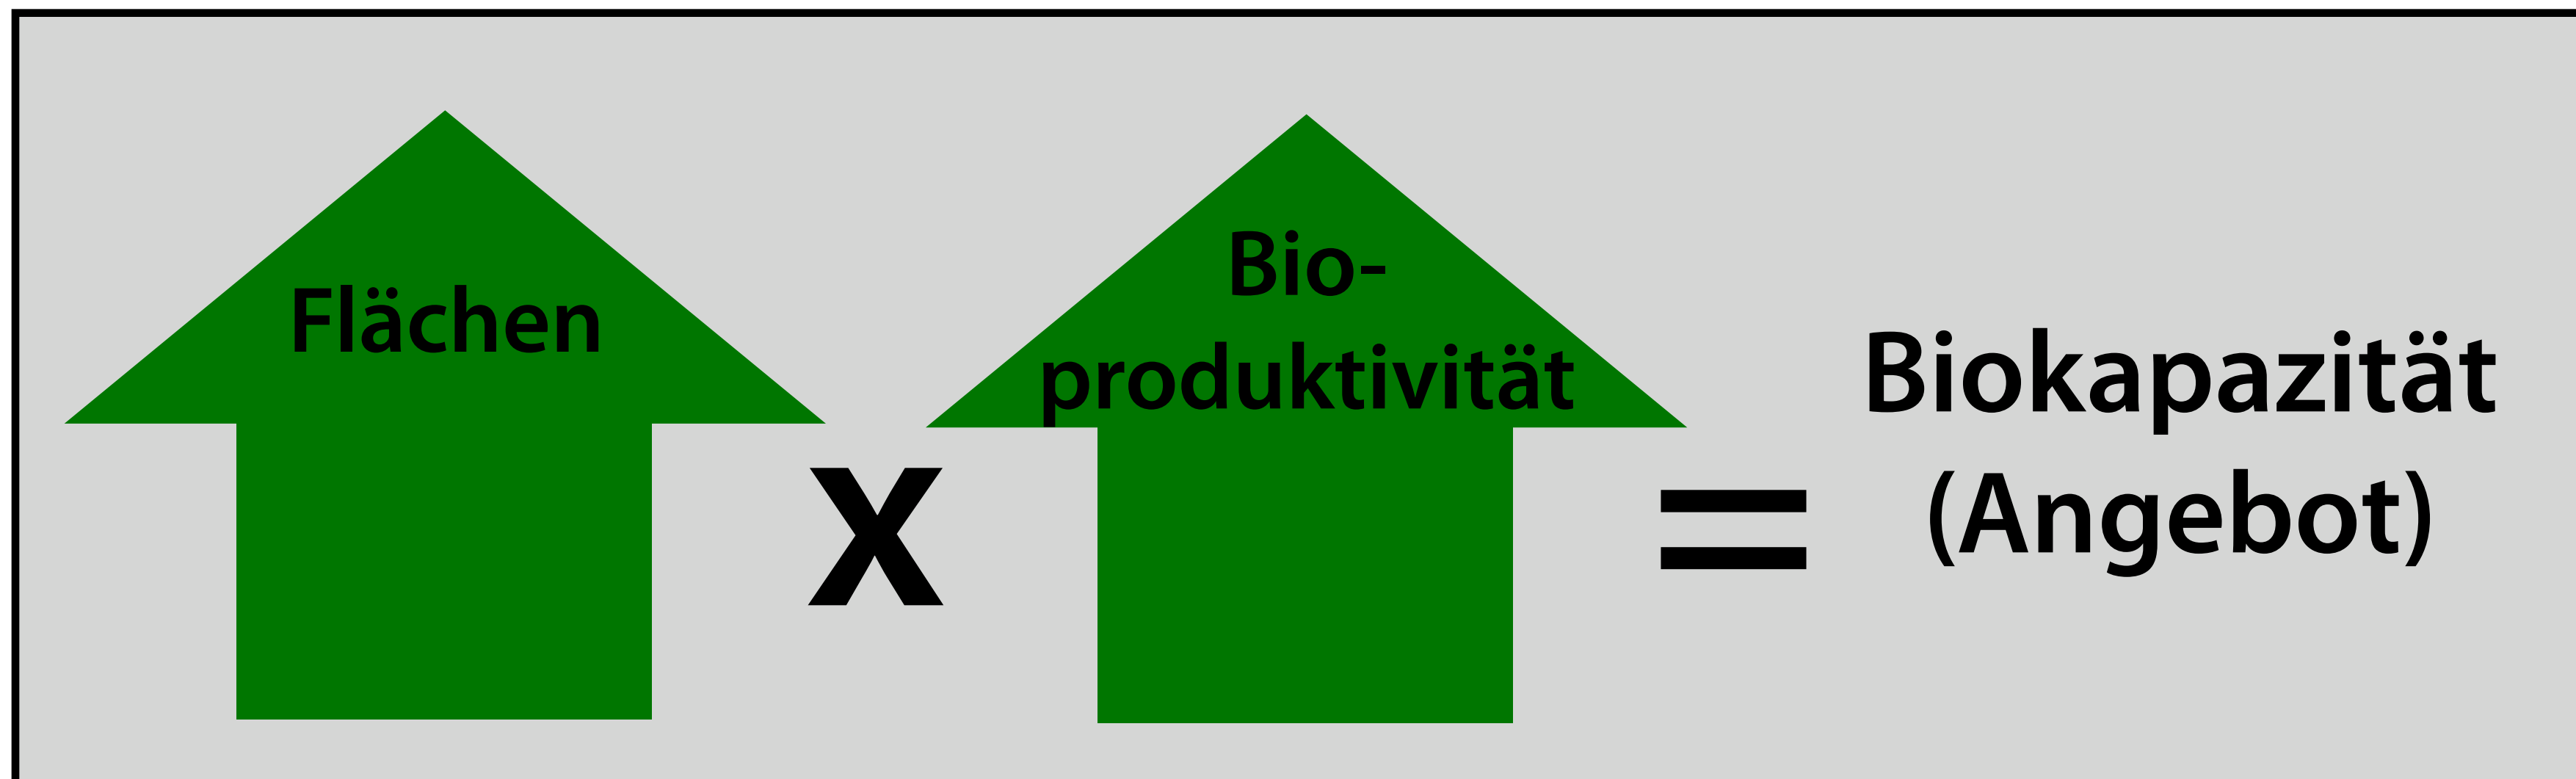 Flächen
x
Bio-
produktivität
=
Biokapazität
(Angebot)